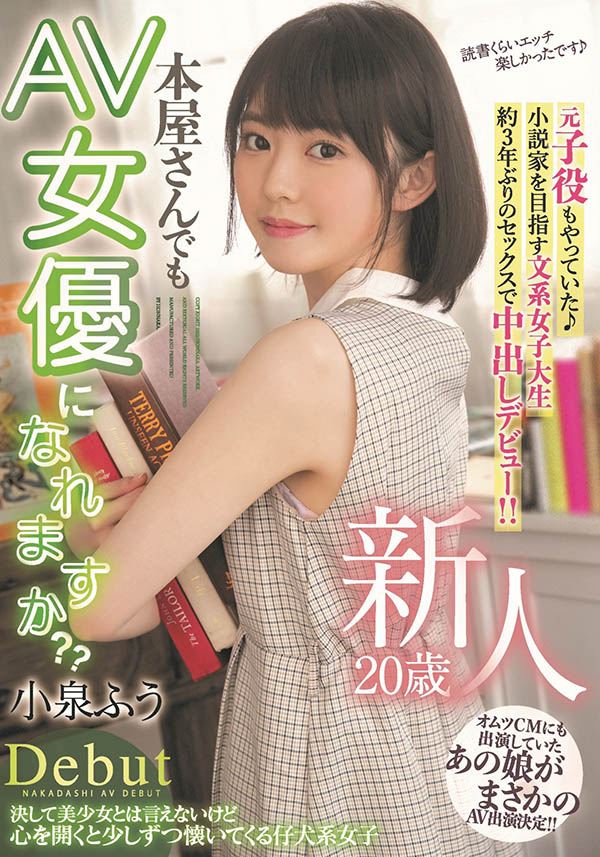 読書くらいエッチ
楽しかったです♪
元子役もやっていた♪
小説家を目指す文系女子大生
約3年ぶりのセックスで中出しデビュー!!
本屋さんでも
AV女優になれますか??
TERRY P
UNSEEN AC
JOHN
The TAILOR
新人
20歳
小泉ふう
Debut
NAKADASHI AV DEBUT
決して美少女とは言えないけど
心を開くと少しずつ懐いてくる仔犬系女子
オムツCMにも
出演していた
あの娘が
まさかの
AV出演決定!!